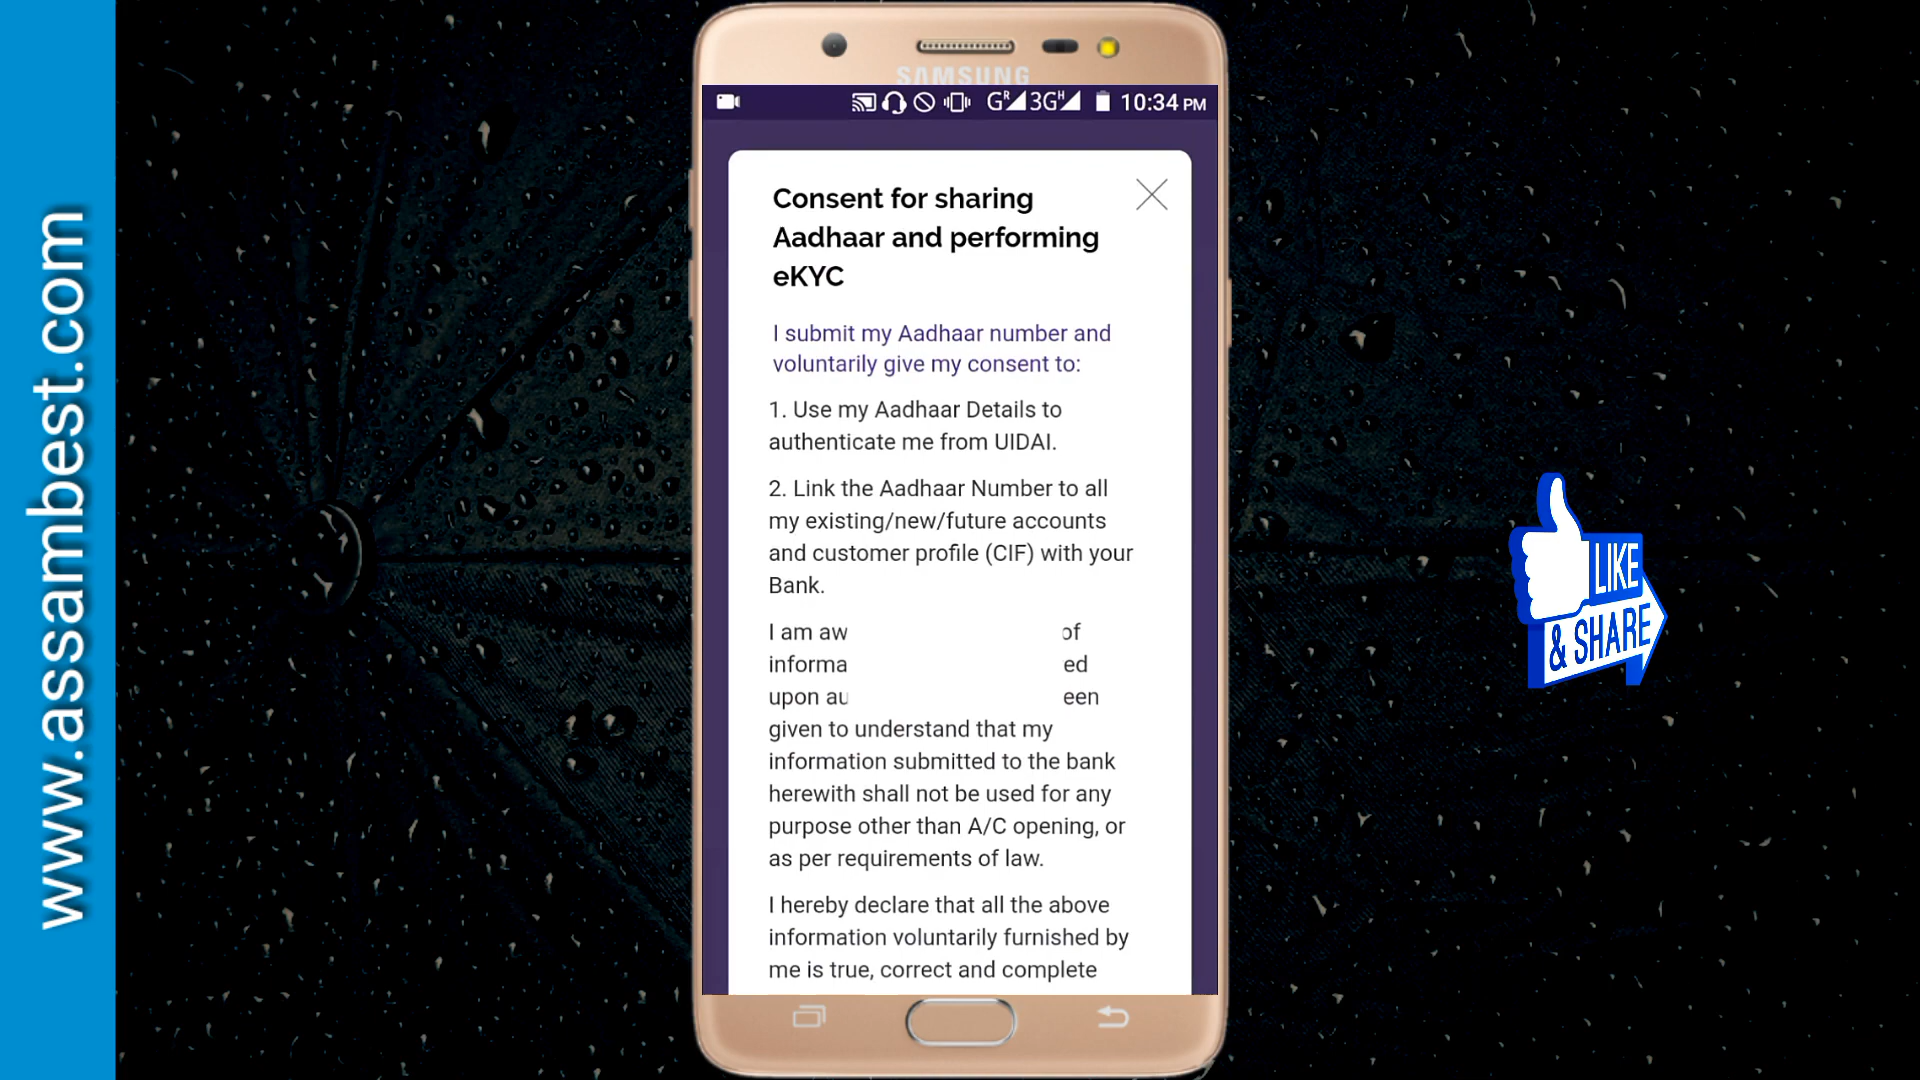 www.assambest.com
SAMSUNG
GR 3GH 10:34 PM
Consent for sharing
Aadhaar and performing
eKYC
I submit my Aadhaar number and
voluntarily give my consent to:
1. Use my Aadhaar Details to
authenticate me from UIDAI.
2. Link the Aadhaar Number to all
my existing/new/future accounts
and customer profile (CIF) with your
Bank.
I am aw of
informa ed
upon au een
given to understand that my
information submitted to the bank
herewith shall not be used for any
purpose other than A/C opening, or
as per requirements of law.
I hereby declare that all the above
information voluntarily furnished by
me is true, correct and complete
LIKE
& SHARE